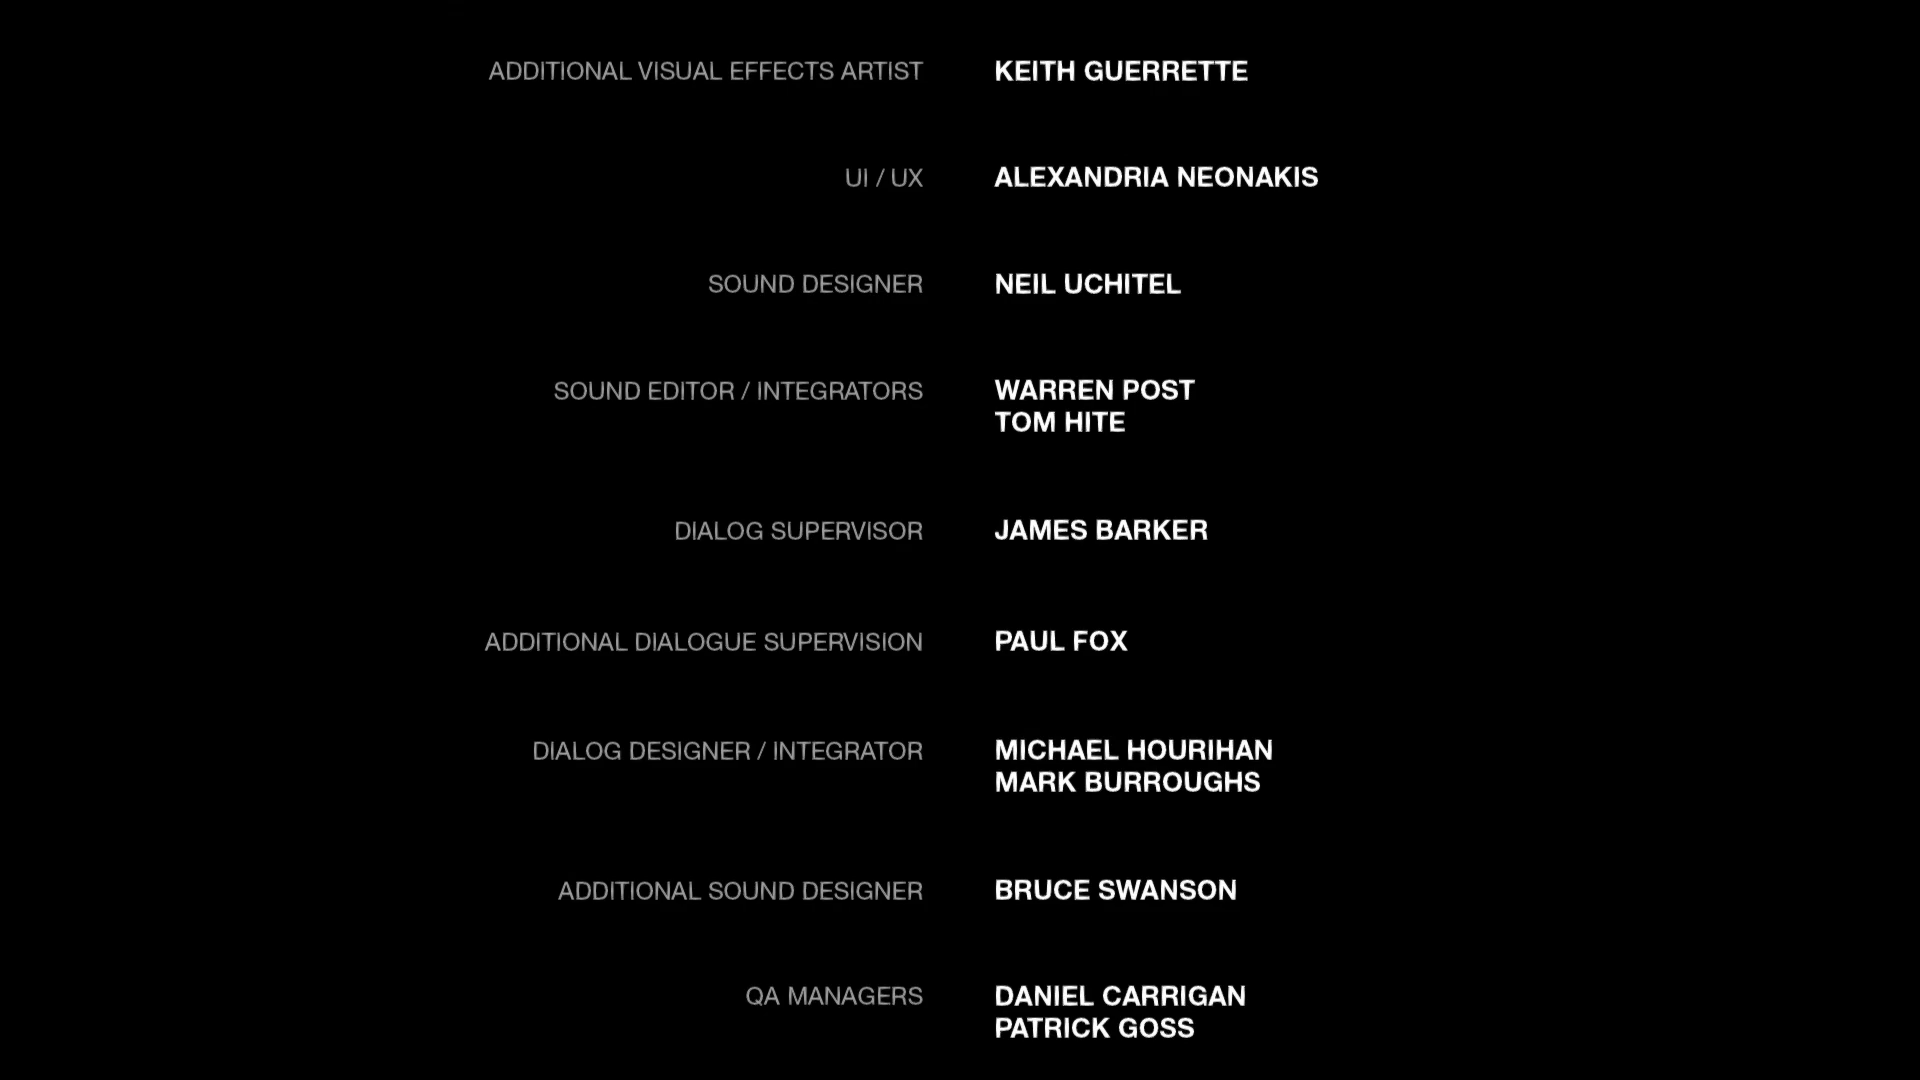 ADDITIONAL VISUAL EFFECTS ARTIST KEITH GUERRETTE
UI / UX ALEXANDRIA NEONAKIS
SOUND DESIGNER NEIL UCHITEL
SOUND EDITOR / INTEGRATORS WARREN POST
TOM HITE
DIALOG SUPERVISOR JAMES BARKER
ADDITIONAL DIALOGUE SUPERVISION PAUL FOX
DIALOG DESIGNER / INTEGRATOR MICHAEL HOURIHAN
MARK BURROUGHS
ADDITIONAL SOUND DESIGNER BRUCE SWANSON
QA MANAGERS DANIEL CARRIGAN
PATRICK GOSS